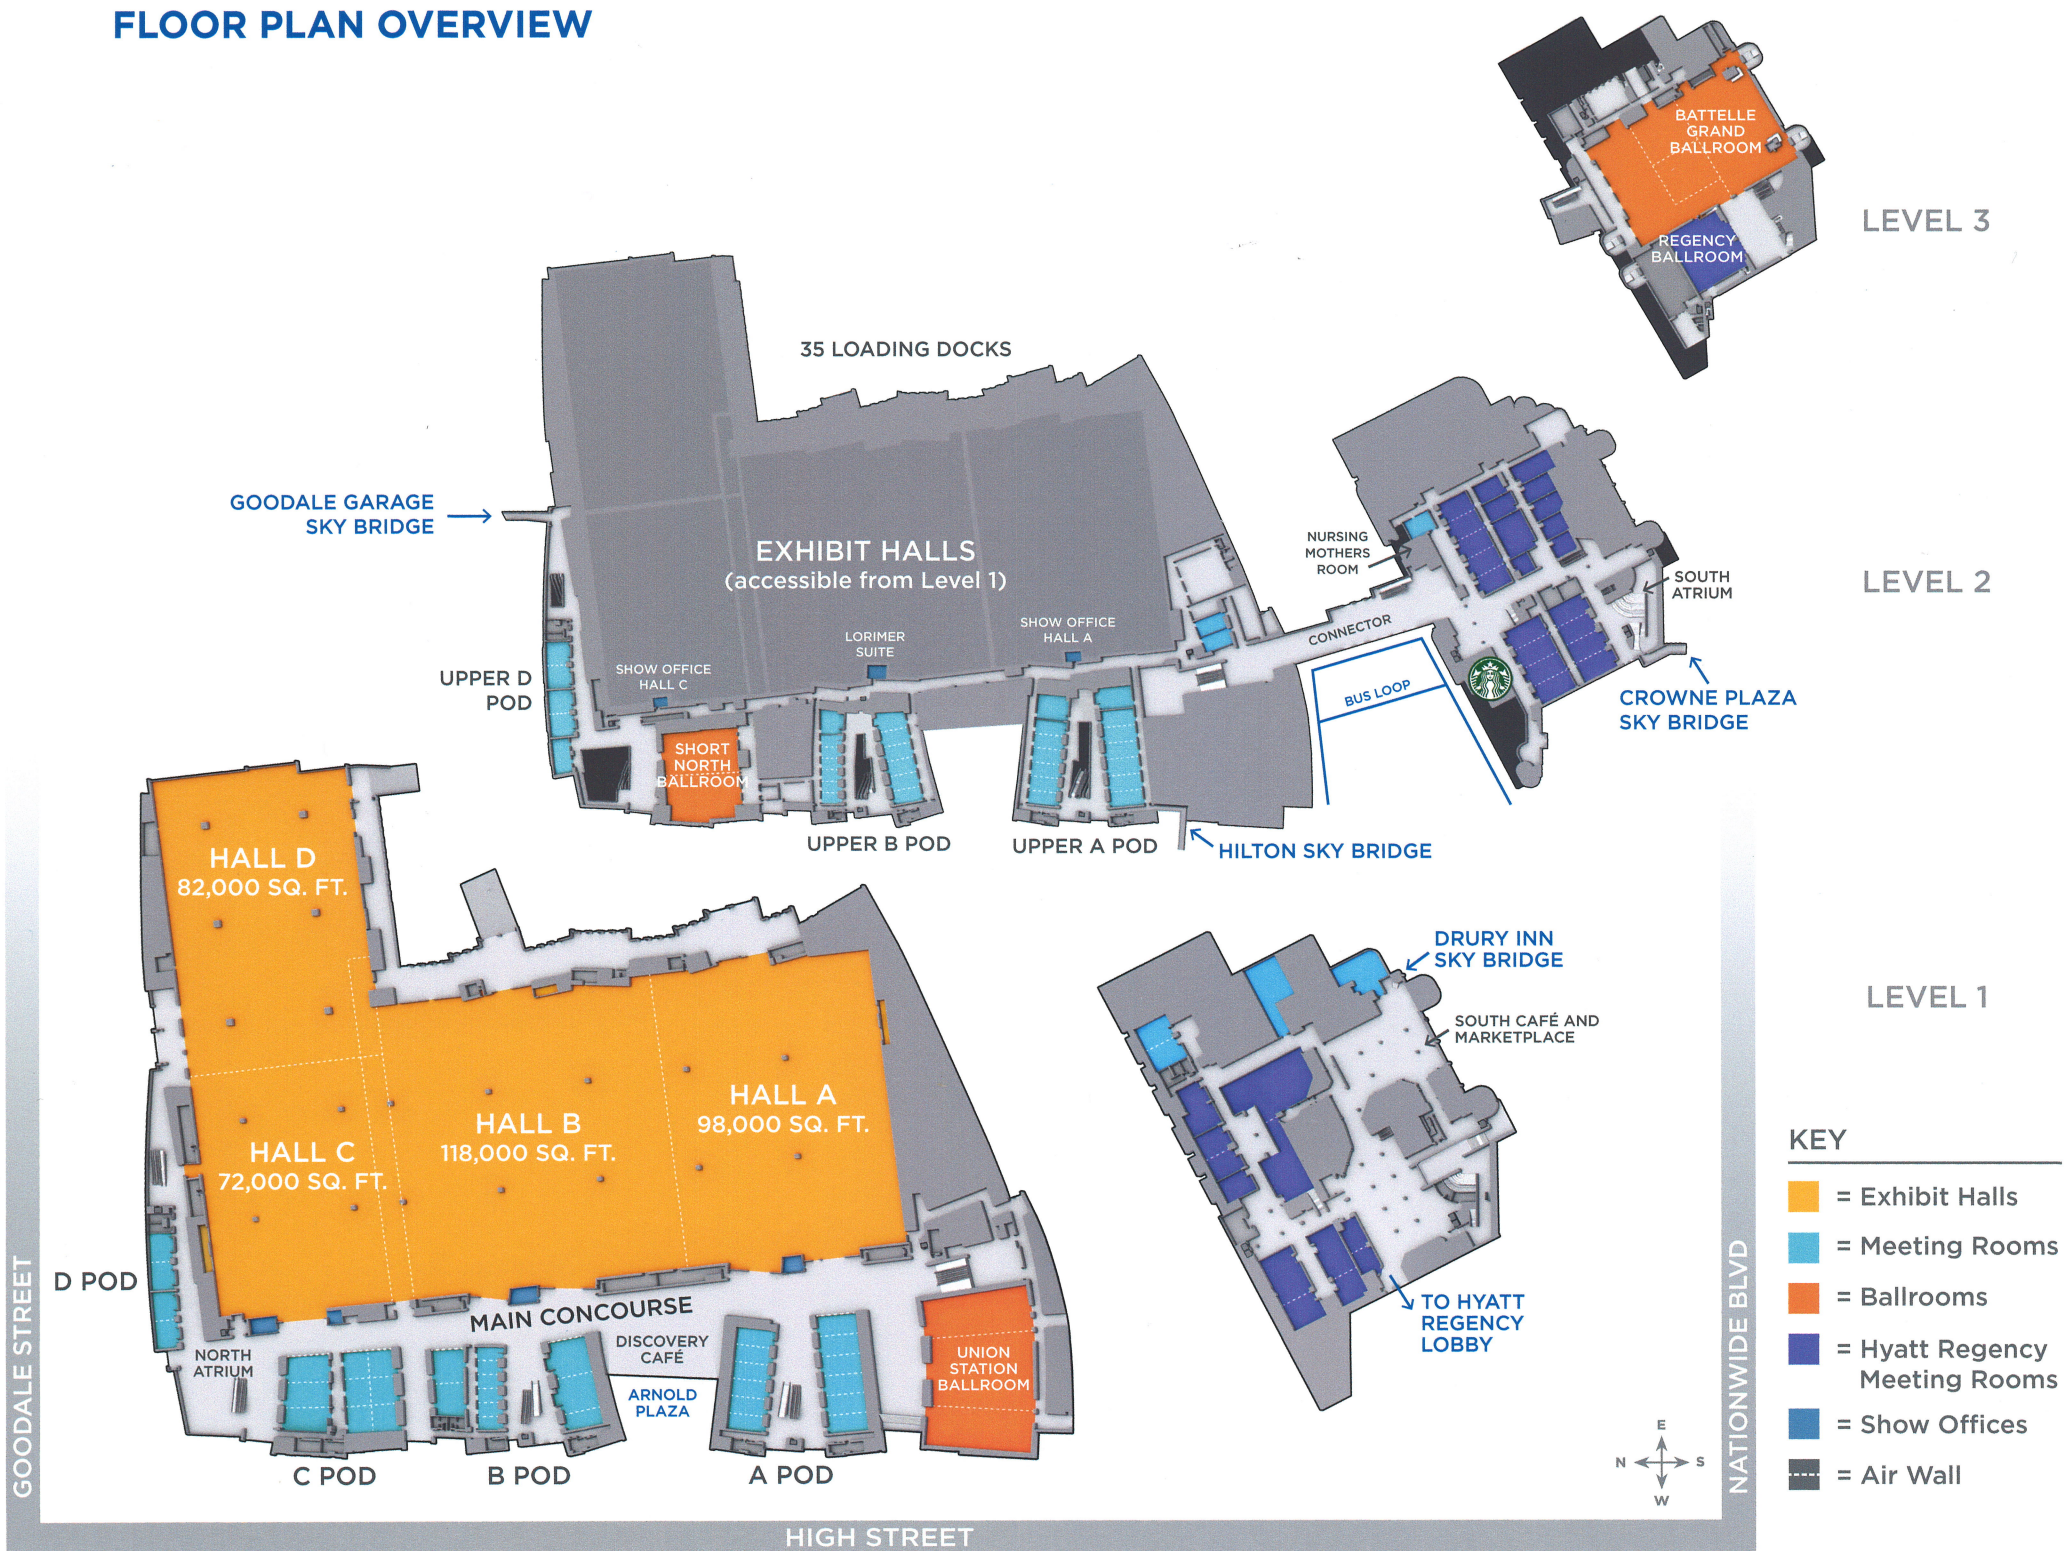 FLOOR PLAN OVERVIEW
BATTELLE
GRAND
BALLROOM
REGENCY
BALLROOM
LEVEL 3
35 LOADING DOCKS
GOODALE GARAGE
SKY BRIDGE
EXHIBIT HALLS
(accessible from Level 1)
NURSING
MOTHERS
ROOM
SOUTH
ATRIUM
LEVEL 2
SHOW OFFICE
HALL A
LORIMER
SUITE
SHOW OFFICE
HALL C
CONNECTOR
UPPER D
POD
BUS LOOP
CROWNE PLAZA
SKY BRIDGE
SHORT
NORTH
BALLROOM
UPPER B POD
UPPER A POD
HILTON SKY BRIDGE
HALL D
82,000 SQ. FT.
DRURY INN
SKY BRIDGE
LEVEL 1
SOUTH CAFÉ AND
MARKETPLACE
HALL A
98,000 SQ. FT.
HALL B
118,000 SQ. FT.
HALL C
72,000 SQ. FT.
D POD
MAIN CONCOURSE
DISCOVERY
CAFÉ
NORTH
ATRIUM
ARNOLD
PLAZA
UNION
STATION
BALLROOM
TO HYATT
REGENCY
LOBBY
C POD
B POD
A POD
KEY
= Exhibit Halls
= Meeting Rooms
= Ballrooms
= Hyatt Regency
Meeting Rooms
= Show Offices
= Air Wall
E
N
S
W
GOODALE STREET
NATIONWIDE BLVD
HIGH STREET